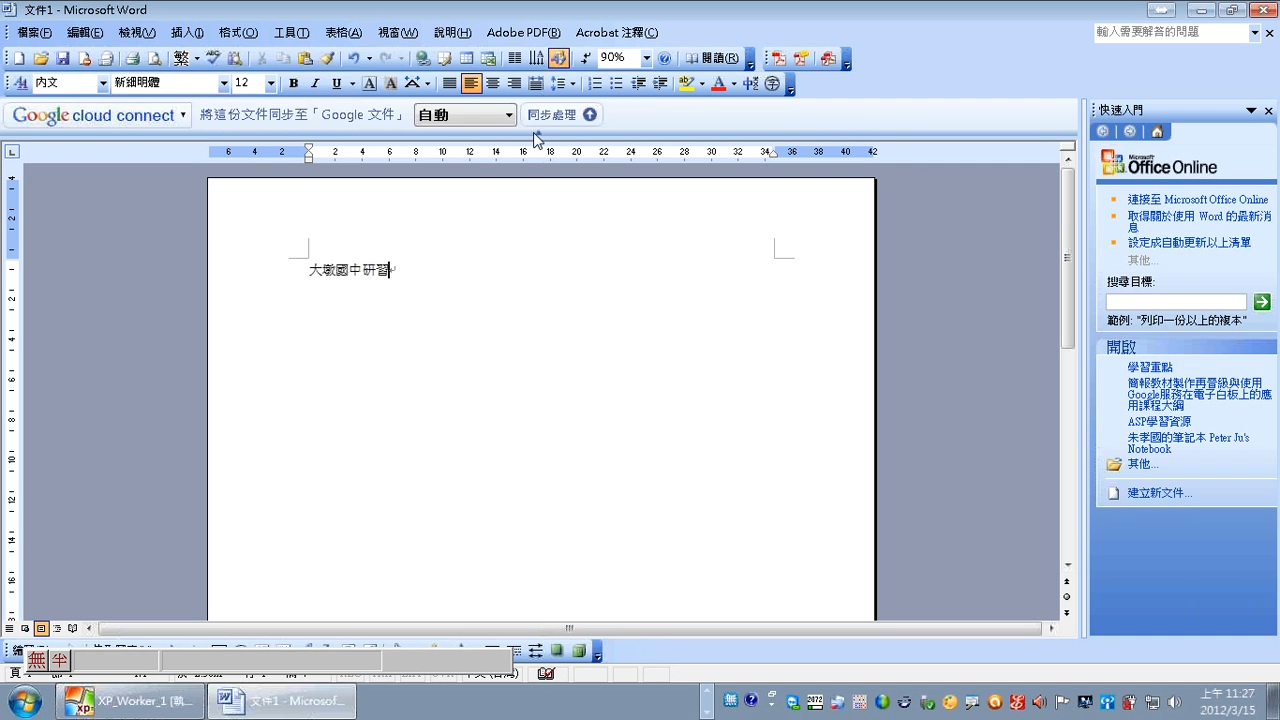 文件1 - Microsoft Word
檔案(F) 編輯(E) 檢視(V) 插入(I) 格式(O) 工具(T) 表格(A) 視窗(W) 說明(H) Adobe PDF(B) Acrobat 注釋(C) 輸入需要解答的問題
繁 90% 閱讀(R)
內文 新細明體 12 B I U A A A
Google cloud connect 將這份文件同步至「Google 文件」 自動 同步處理
6 4 2 2 4 6 8 10 12 14 16 18 20 22 24 26 28 30 32 34 36 38 40 42
大墩國中研習
快速入門
Microsoft Office Online
連接至 Microsoft Office Online
取得關於使用 Word 的最新消
息
設定成自動更新以上清單
其他...
搜尋目標:
範例: "列印一份以上的複本"
開啟
學習重點
簡報教材製作再晉級與使用
Google服務在電子白板上的應
用課程大綱
ASP學習資源
朱孝國的筆記本 Peter Ju's
Notebook
其他...
建立新文件...
無 半
XP_Worker_1 [執... 文件1 - Microsof...
上午 11:27
2012/3/15